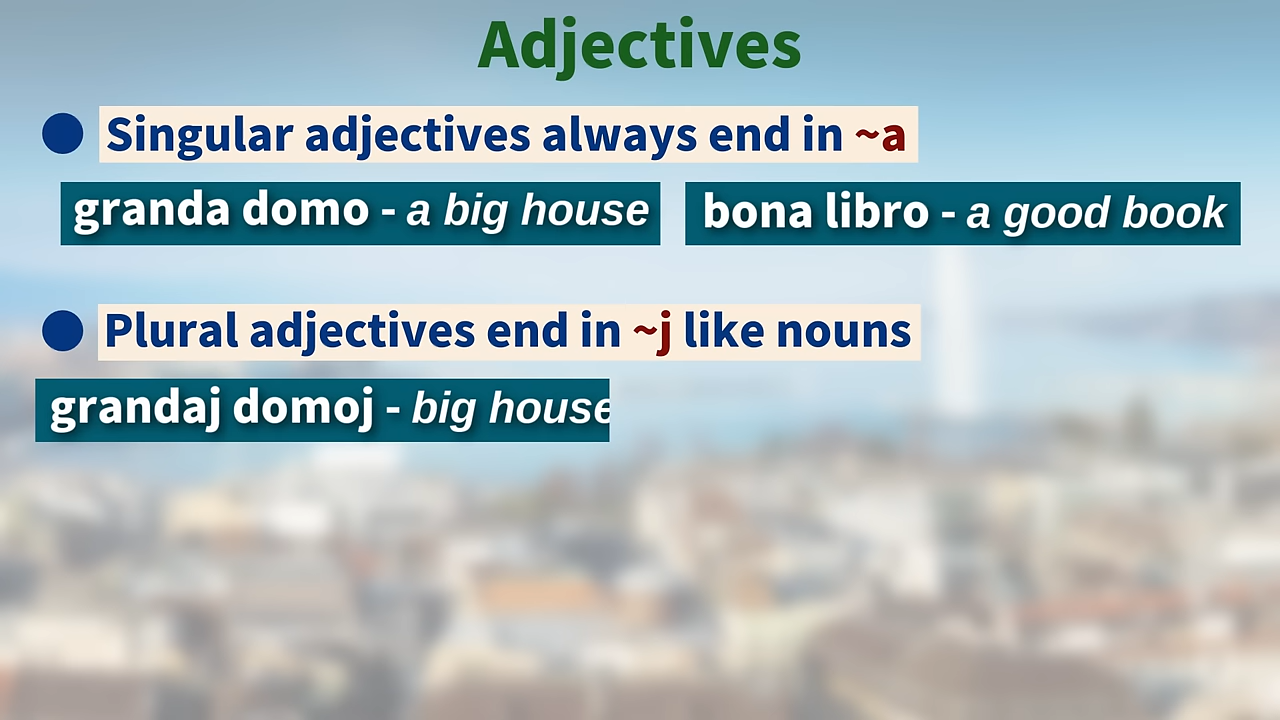 Adjectives
Singular adjectives always end in ~a
granda domo - a big house
bona libro - a good book
Plural adjectives end in ~j like nouns
grandaj domoj - big house